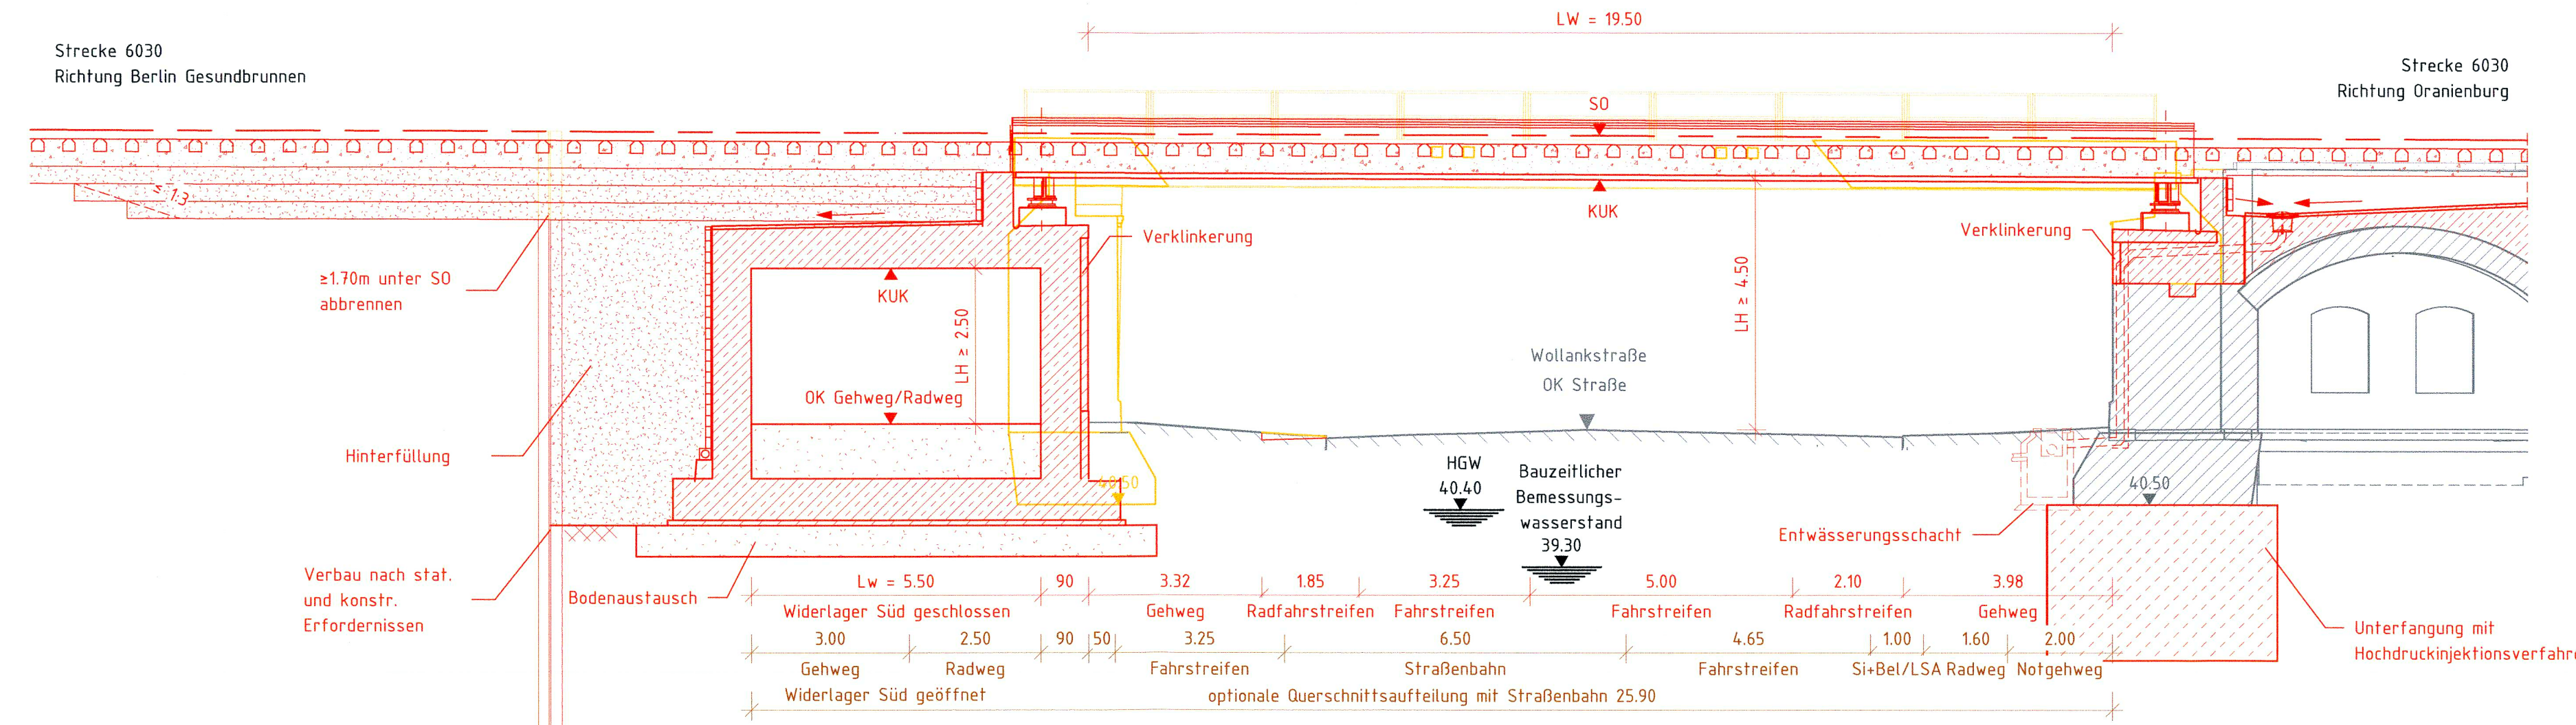 LW = 19.50
Strecke 6030
Richtung Berlin Gesundbrunnen
Strecke 6030
Richtung Oranienburg
SO
≤ 1:3
KUK
Verklinkerung
Verklinkerung
≥1.70m unter SO
abbrennen
KUK
LH ≥ 2.50
LH ≥ 4.50
Wollankstraße
OK Straße
OK Gehweg/Radweg
Hinterfüllung
HGW
40.40
Bauzeitlicher
Bemessungs-
wasserstand
39.30
40.50
40.50
Entwässerungsschacht
Verbau nach stat.
und konstr.
Erfordernissen
Bodenaustausch
Unterfangung mit
Hochdruckinjektionsverfahre
Lw = 5.50 90 3.32 1.85 3.25 5.00 2.10 3.98
Widerlager Süd geschlossen Gehweg Radfahrstreifen Fahrstreifen Fahrstreifen Radfahrstreifen Gehweg
3.00 2.50 90 50 3.25 6.50 4.65 1.00 1.60 2.00
Gehweg Radweg Fahrstreifen Straßenbahn Fahrstreifen Si+Bel/LSA Radweg Notgehweg
Widerlager Süd geöffnet optionale Querschnittsaufteilung mit Straßenbahn 25.90